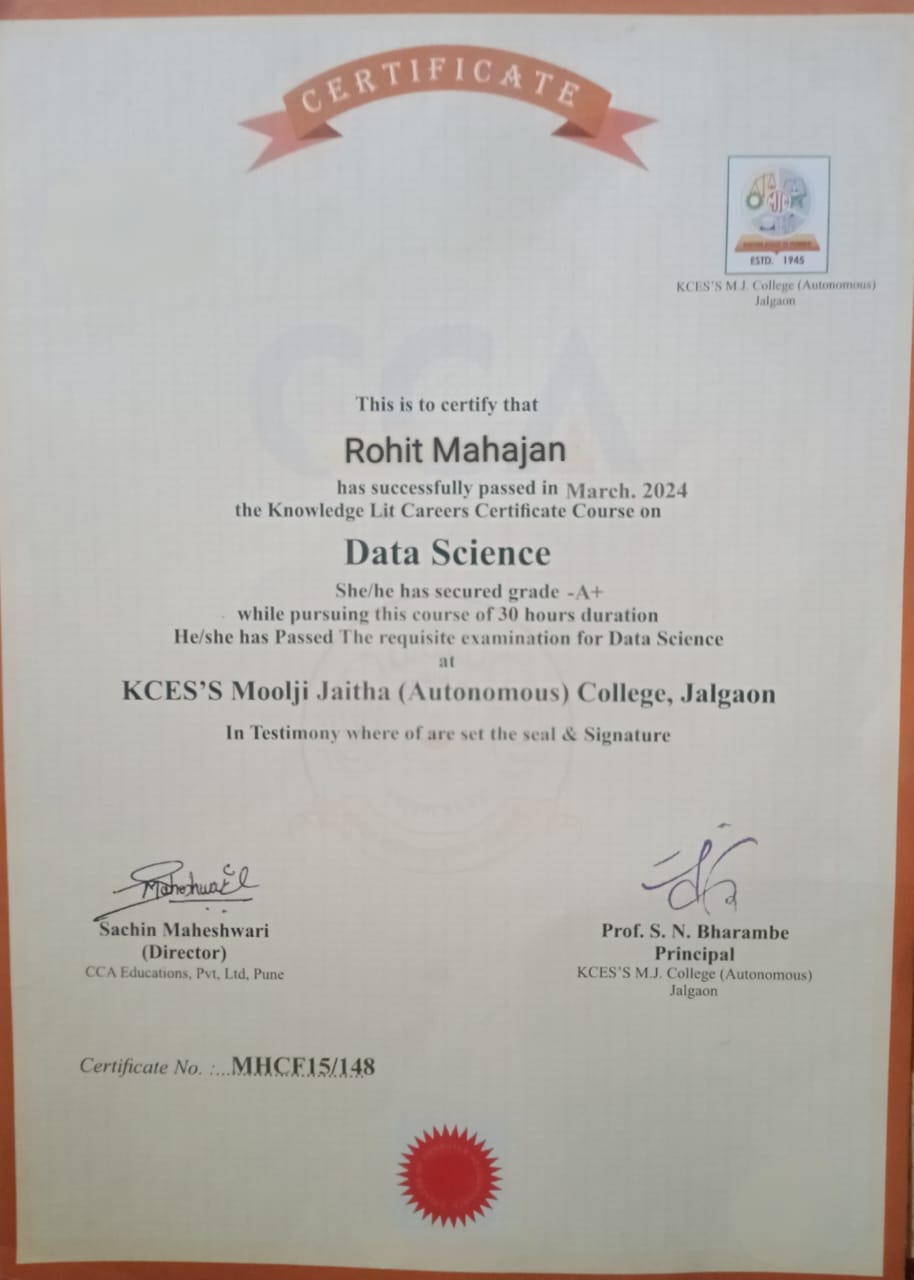 CERTIFICATE
MJC
ESTD. 1945
KCES'S M.J. College (Autonomous)
Jalgaon
CCA
This is to certify that
Rohit Mahajan
has successfully passed in March. 2024
the Knowledge Lit Careers Certificate Course on
Data Science
She/he has secured grade -A+
while pursuing this course of 30 hours duration
He/she has Passed The requisite examination for Data Science
at
KCES'S Moolji Jaitha (Autonomous) College, Jalgaon
In Testimony where of are set the seal & Signature
Sachin Maheshwari
(Director)
CCA Educations, Pvt, Ltd, Pune
Prof. S. N. Bharambe
Principal
KCES'S M.J. College (Autonomous)
Jalgaon
Certificate No. :...MHCF15/148